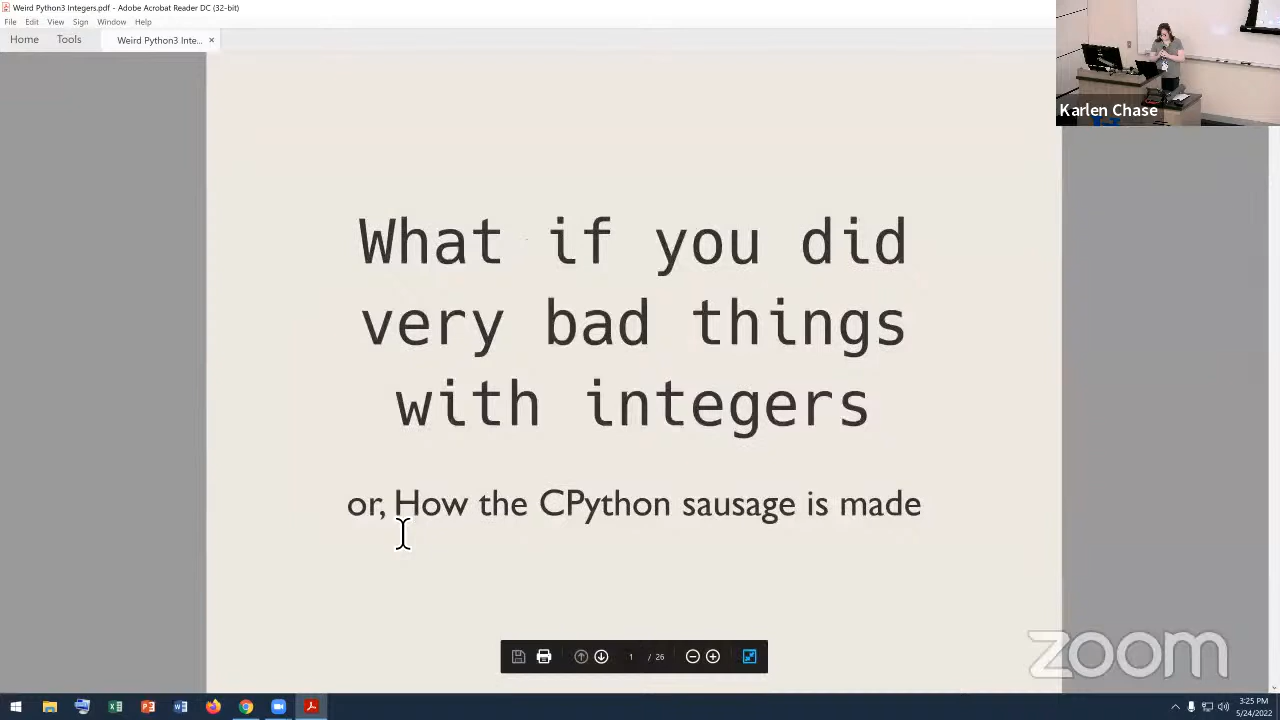 Weird Python3 Integers.pdf - Adobe Acrobat Reader DC (32-bit)
File Edit View Sign Window Help
Home Tools Weird Python3 Inte... ×
Karlen Chase
What if you did
very bad things
with integers
or, How the CPython sausage is made
1 / 26
zoom
3:25 PM
5/24/2022